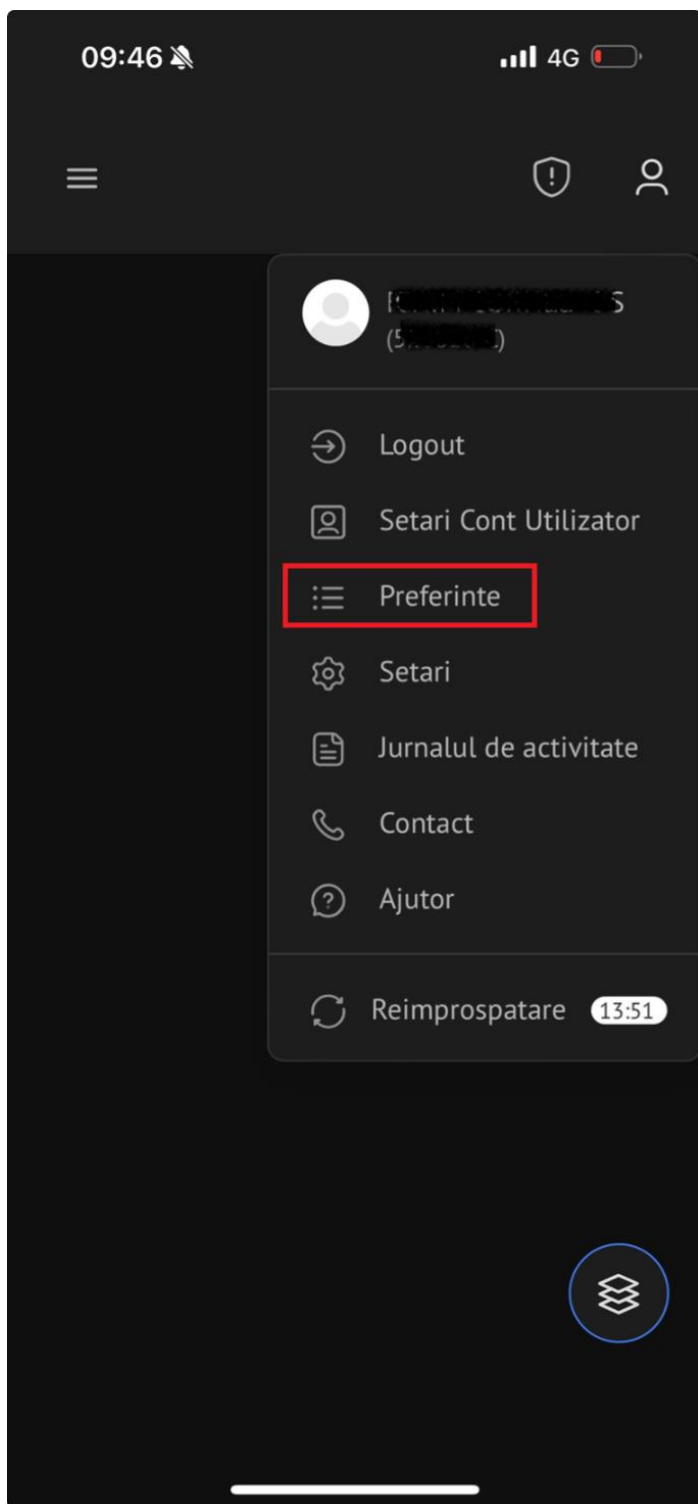 09:46
4G
Logout
Setari Cont Utilizator
Preferinte
Setari
Jurnalul de activitate
Contact
Ajutor
Reimprospatare 13:51